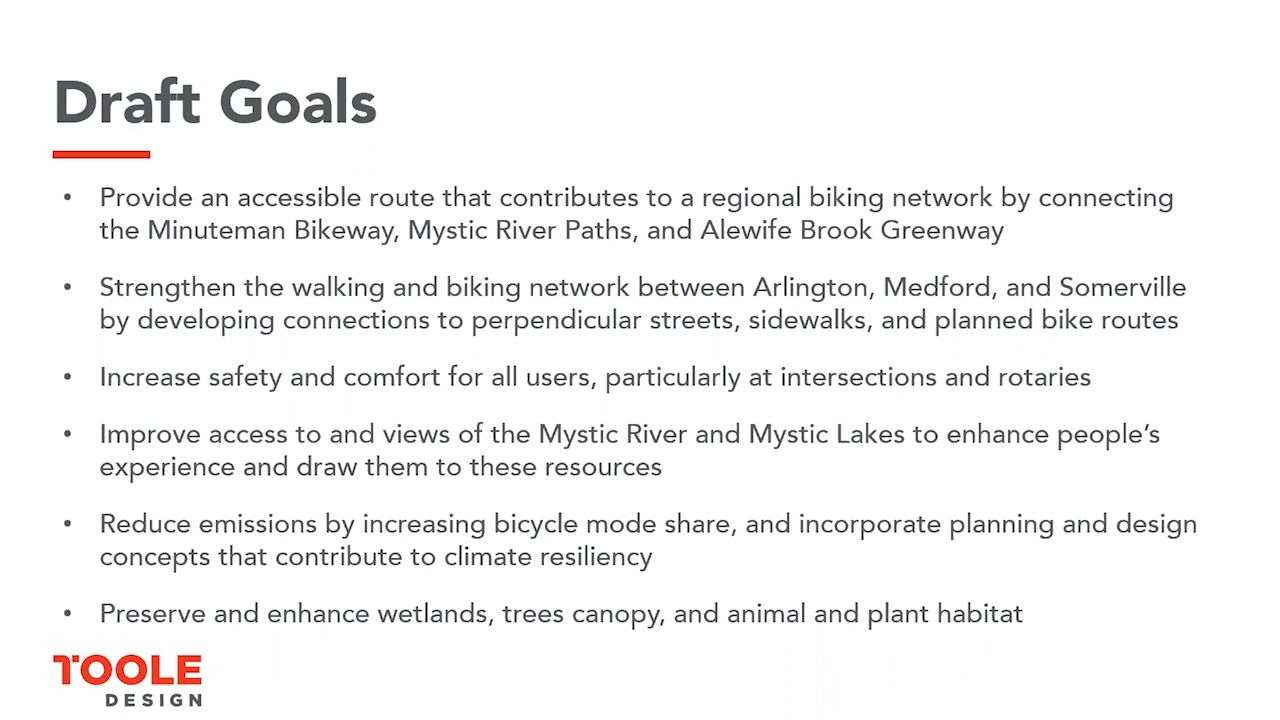 Draft Goals
• Provide an accessible route that contributes to a regional biking network by connecting
the Minuteman Bikeway, Mystic River Paths, and Alewife Brook Greenway
• Strengthen the walking and biking network between Arlington, Medford, and Somerville
by developing connections to perpendicular streets, sidewalks, and planned bike routes
• Increase safety and comfort for all users, particularly at intersections and rotaries
• Improve access to and views of the Mystic River and Mystic Lakes to enhance people’s
experience and draw them to these resources
• Reduce emissions by increasing bicycle mode share, and incorporate planning and design
concepts that contribute to climate resiliency
• Preserve and enhance wetlands, trees canopy, and animal and plant habitat
TOOLE
DESIGN